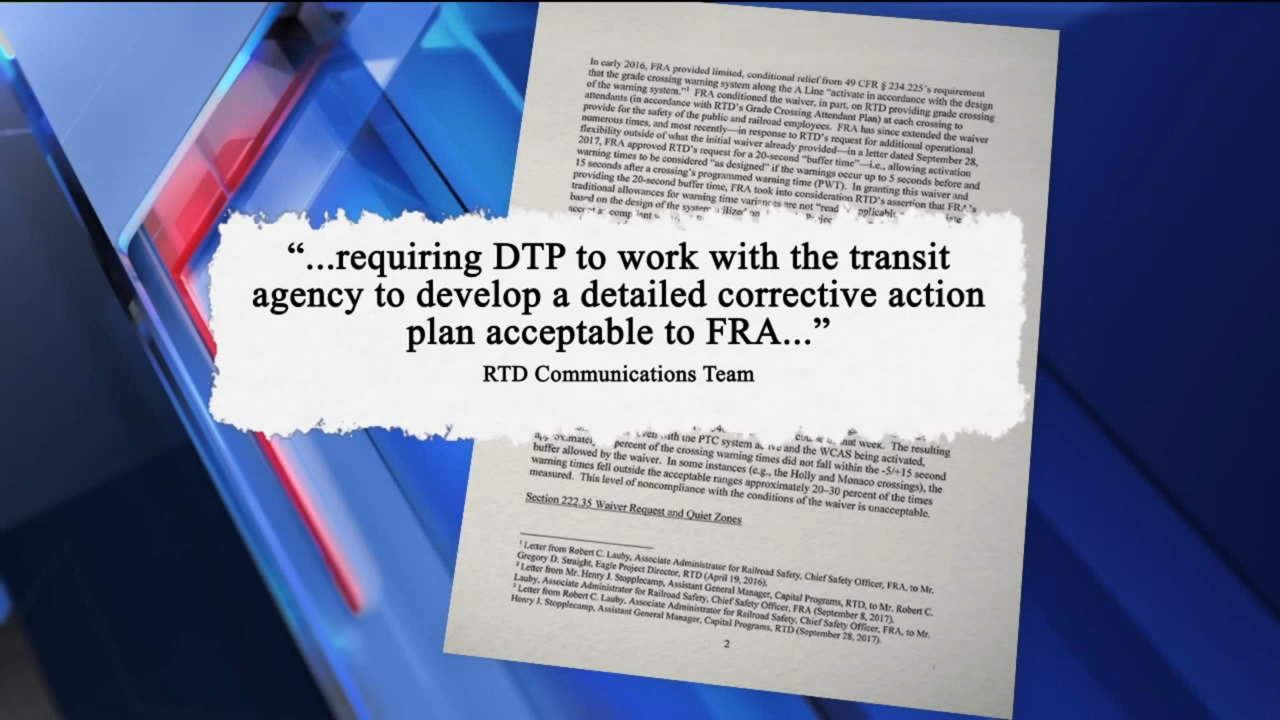 In early 2016, FRA provided limited, conditional relief from 49 CFR § 234.225's requirement
that the grade crossing warning system along the A Line "activate in accordance with the design
of the warning system."¹ FRA conditioned the waiver, in part, on RTD providing grade crossing
attendants (in accordance with RTD's Grade Crossing Attendant Plan) at each crossing to
provide for the safety of the public and railroad employees. FRA has since extended the waiver
numerous times, and most recently—in response to RTD's request for additional operational
flexibility outside of what the initial waiver already provided—in a letter dated September 28,
2017, FRA approved RTD's request for a 20-second "buffer time"—i.e., allowing activation
warning times to be considered "as designed" if the warnings occur up to 5 seconds before and
15 seconds after a crossing's programmed warning time (PWT). In granting this waiver and
providing the 20-second buffer time, FRA took into consideration RTD's assertion that FRA's
traditional allowances for warning time variances are not "read
based on the design of the system
“...requiring DTP to work with the transit
agency to develop a detailed corrective action
plan acceptable to FRA...”
RTD Communications Team
with the PTC system and the WCAS being activated, week. The resulting
percent of the crossing warning times did not fall within the -5/+15 second
buffer allowed by the waiver. In some instances (e.g., the Holly and Monaco crossings), the
warning times fell outside the acceptable ranges approximately 20–30 percent of the times
measured. This level of noncompliance with the conditions of the waiver is unacceptable.
Section 222.35 Waiver Request and Quiet Zones
¹ Letter from Robert C. Lauby, Associate Administrator for Railroad Safety, Chief Safety Officer, FRA, to Mr.
Gregory D. Straight, Eagle Project Director, RTD (April 19, 2016).
² Letter from Mr. Henry J. Stopplecamp, Assistant General Manager, Capital Programs, RTD, to Mr. Robert C.
Lauby, Associate Administrator for Railroad Safety, Chief Safety Officer, FRA (September 8, 2017).
³ Letter from Robert C. Lauby, Associate Administrator for Railroad Safety, Chief Safety Officer, FRA, to Mr.
Henry J. Stopplecamp, Assistant General Manager, Capital Programs, RTD (September 28, 2017).
2